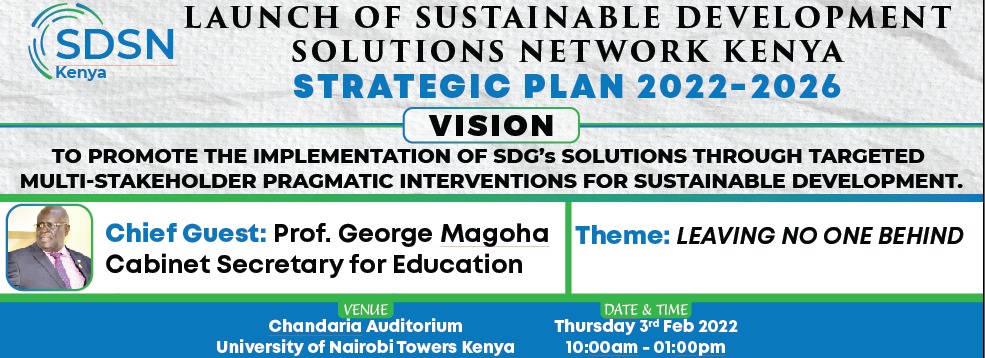 SDSN
Kenya
LAUNCH OF SUSTAINABLE DEVELOPMENT
SOLUTIONS NETWORK KENYA
STRATEGIC PLAN 2022-2026
VISION
TO PROMOTE THE IMPLEMENTATION OF SDG's SOLUTIONS THROUGH TARGETED
MULTI-STAKEHOLDER PRAGMATIC INTERVENTIONS FOR SUSTAINABLE DEVELOPMENT.
Chief Guest: Prof. George Magoha
Cabinet Secretary for Education
Theme: LEAVING NO ONE BEHIND
VENUE
Chandaria Auditorium
University of Nairobi Towers Kenya
DATE & TIME
Thursday 3rd Feb 2022
10:00am - 01:00pm